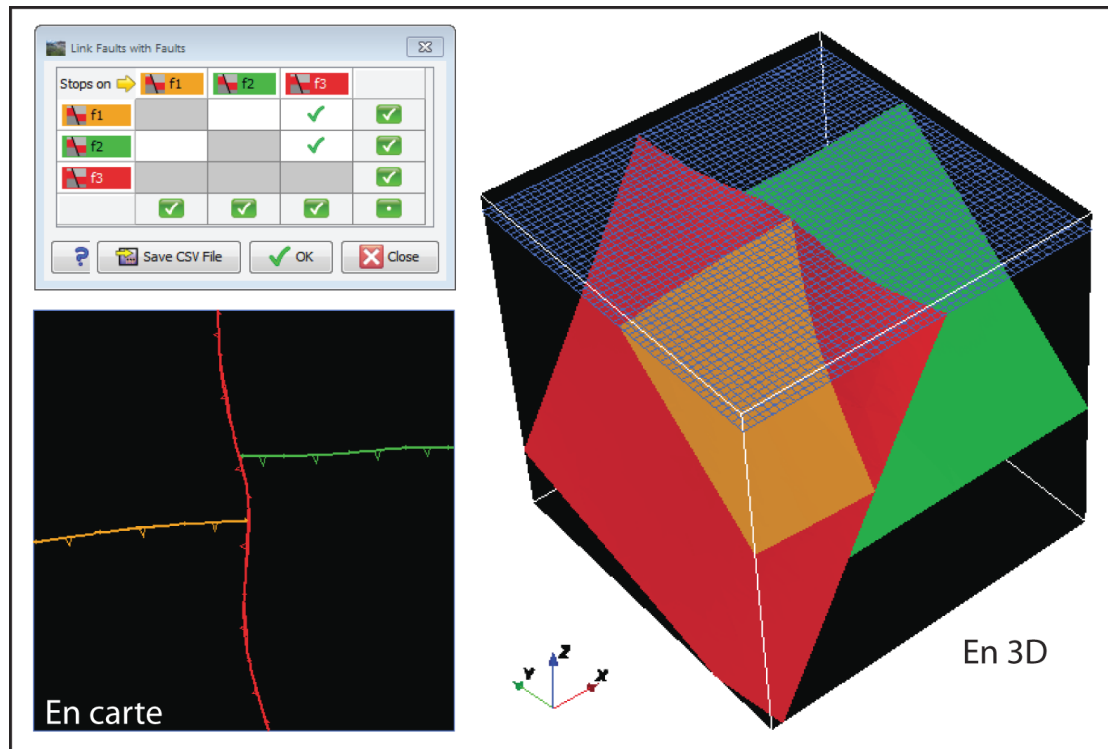 Link Faults with Faults
Stops on f1 f2 f3
f1
f2
f3
? Save CSV File OK Close
En carte
En 3D
Y Z X